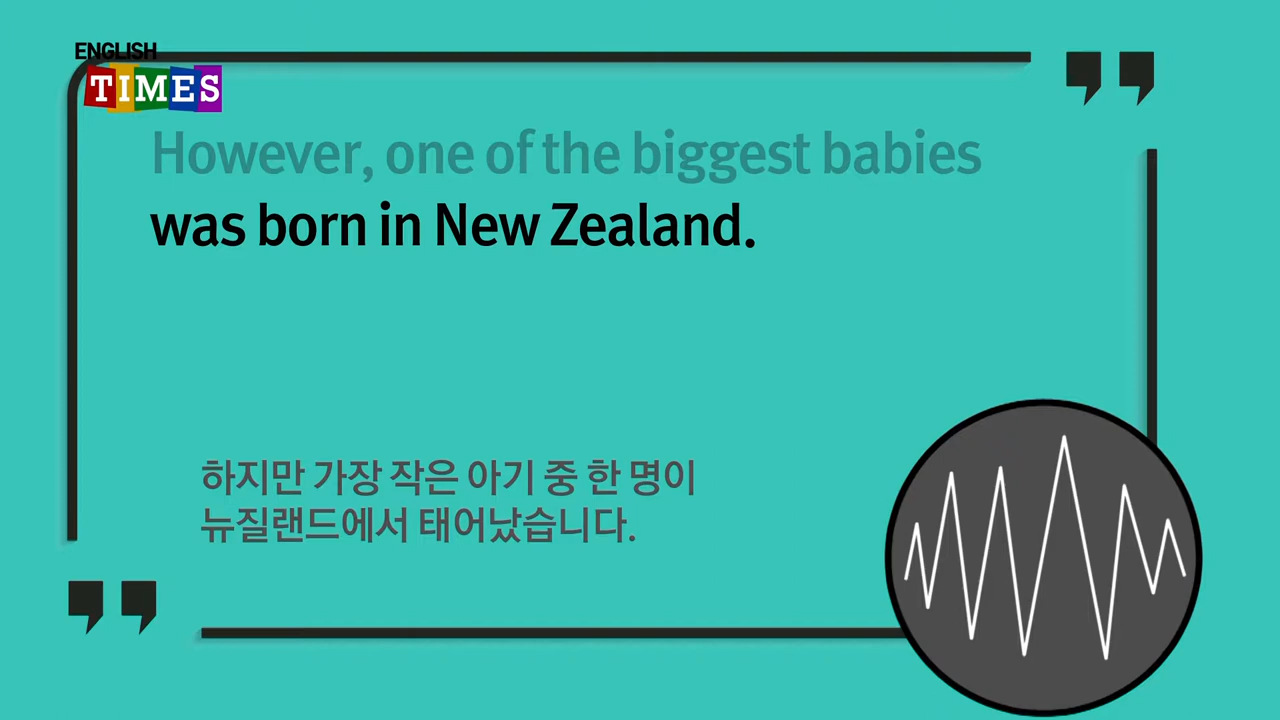 ENGLISH
TIMES
However, one of the biggest babies
was born in New Zealand.
하지만 가장 작은 아기 중 한 명이
뉴질랜드에서 태어났습니다.